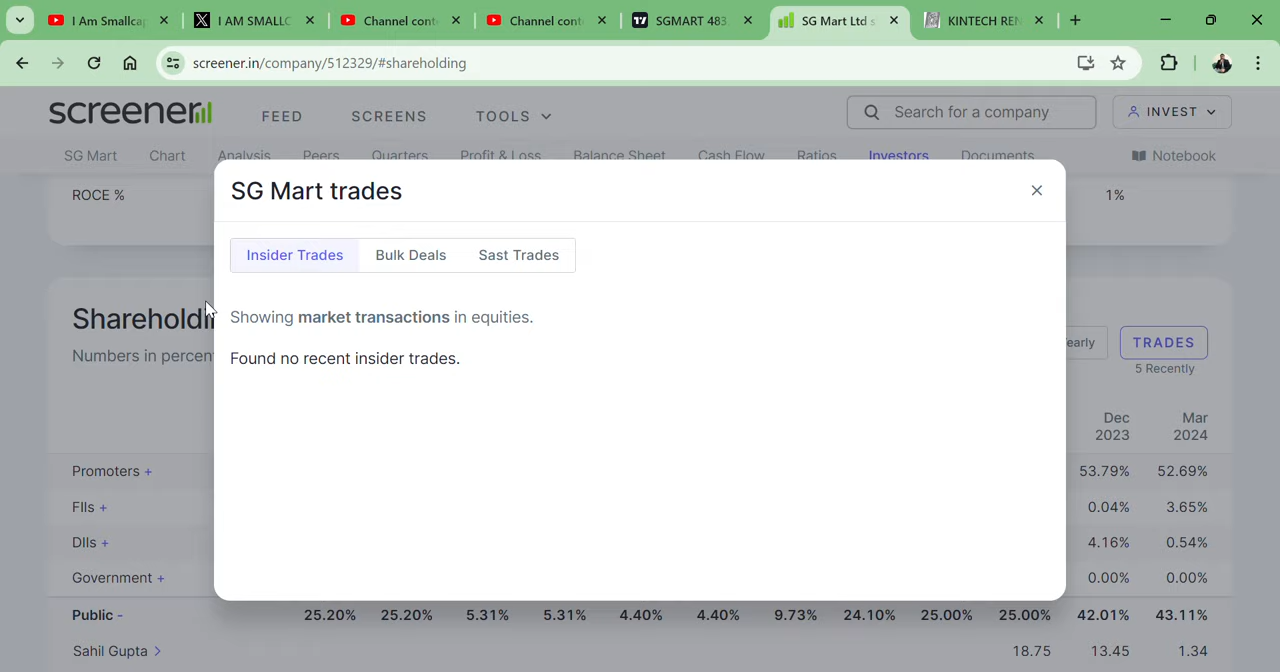 I Am Smallcap
I AM SMALLC
Channel cont
Channel cont
SGMART 483.
SG Mart Ltd s
KINTECH REN
screener.in/company/512329/#shareholding
screener
FEED
SCREENS
TOOLS
Search for a company
INVEST
SG Mart
Chart
Analysis
Peers
Quarters
Profit & Loss
Balance Sheet
Cash Flow
Ratios
Investors
Documents
Notebook
ROCE %
1%
SG Mart trades
Insider Trades
Bulk Deals
Sast Trades
Showing market transactions in equities.
Found no recent insider trades.
Shareholdi
Numbers in percen
early
TRADES
5 Recently
Dec 2023
Mar 2024
Promoters + 53.79% 52.69%
FIIs + 0.04% 3.65%
DIIs + 4.16% 0.54%
Government + 0.00% 0.00%
Public - 25.20% 25.20% 5.31% 5.31% 4.40% 4.40% 9.73% 24.10% 25.00% 25.00% 42.01% 43.11%
Sahil Gupta > 18.75 13.45 1.34